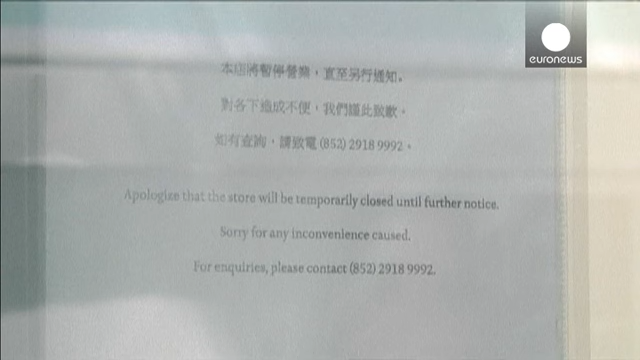 euronews
本店將暫停營業，直至另行通知。
對各下造成不便，我們謹此致歉。
如有查詢，請致電 (852) 2918 9992。
Apologize that the store will be temporarily closed until further notice.
Sorry for any inconvenience caused.
For enquiries, please contact (852) 2918 9992.